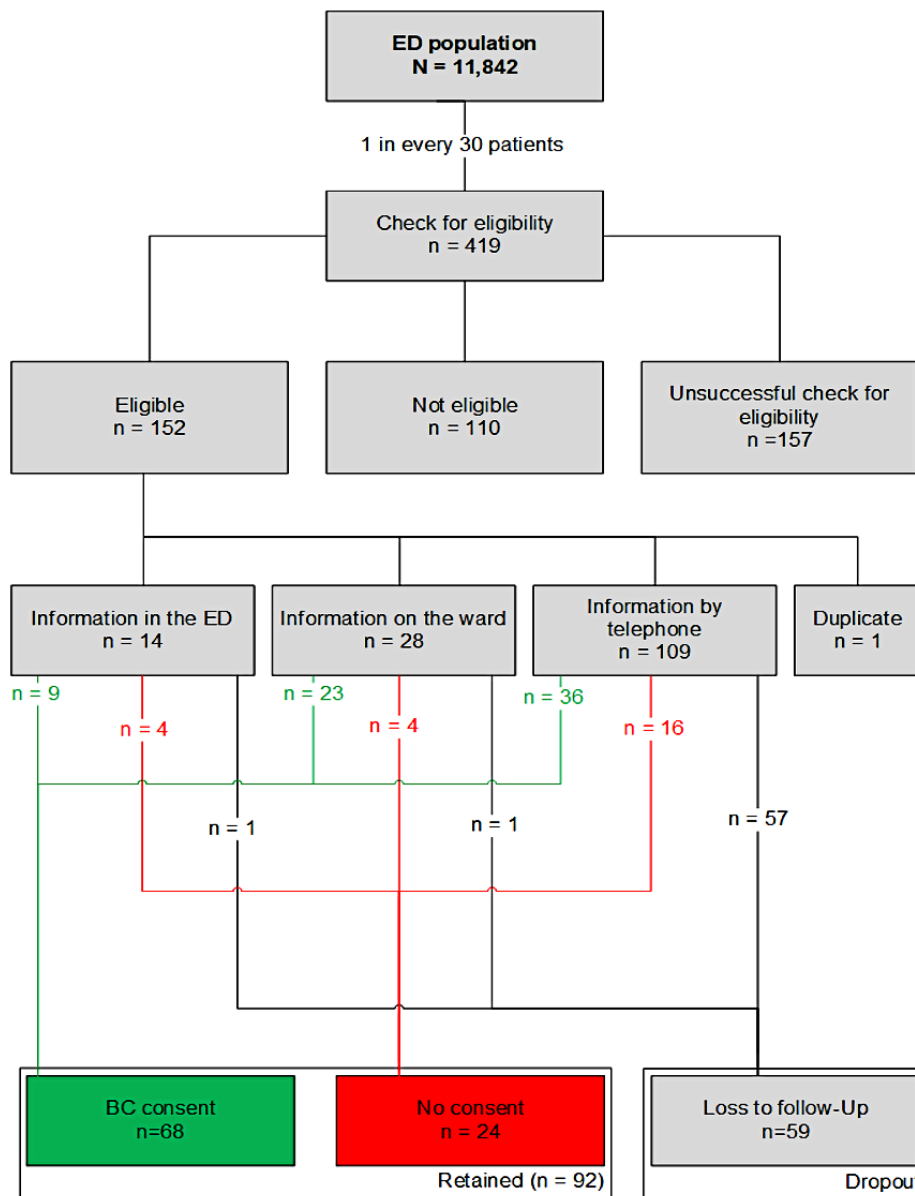 ED population
N = 11,842
1 in every 30 patients
Check for eligibility
n = 419
Eligible
n = 152
Not eligible
n = 110
Unsuccessful check for
eligibility
n =157
Information in the ED
n = 14
Information on the ward
n = 28
Information by
telephone
n = 109
Duplicate
n = 1
n = 9
n = 4
n = 23
n = 4
n = 36
n = 16
n = 1
n = 1
n = 57
BC consent
n=68
No consent
n = 24
Retained (n = 92)
Loss to follow-Up
n=59
Dropou